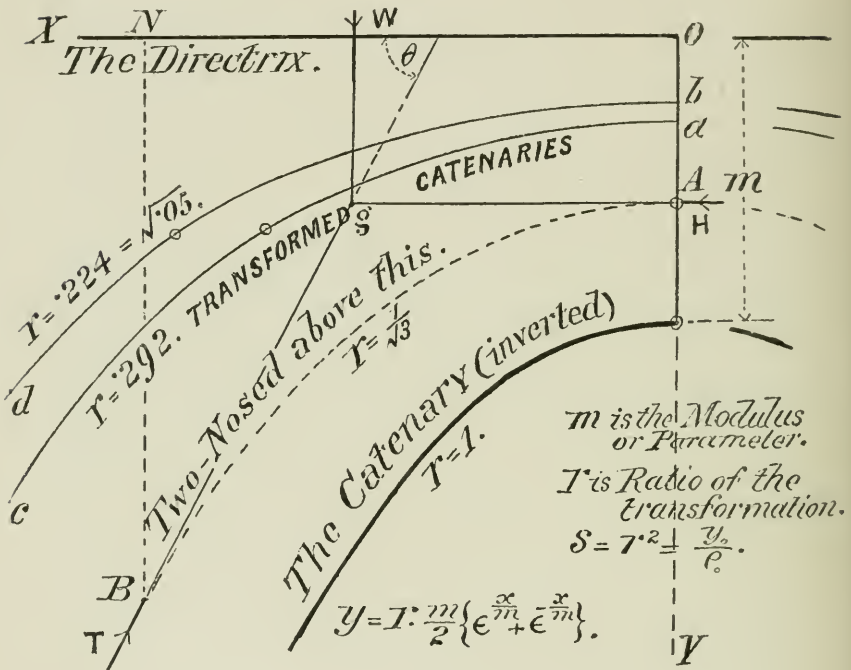 X N W O
The Directrix.
θ
b
a
CATENARIES
A m
H
TRANSFORMED
S
r=·224=√·05.
r=·292.
d
c
Two-Nosed above this.
r=1/√3
The Catenary (inverted)
r=1.
m is the Modulus
or Parameter.
r is Ratio of the
transformation.
S = r² = y₀/ρ₀.
B
T
y = r·m/2{ϵ^(x/m) + ϵ^(-x/m)}.
Y